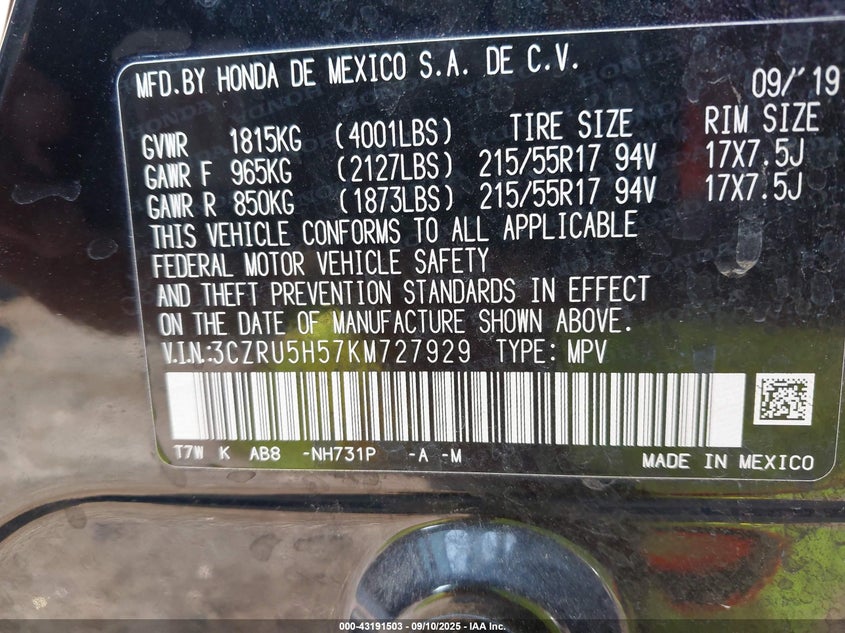 MFD.BY HONDA DE MEXICO S.A. DE C.V. 09/'19
GVWR 1815KG (4001LBS) TIRE SIZE RIM SIZE
GAWR F 965KG (2127LBS) 215/55R17 94V 17X7.5J
GAWR R 850KG (1873LBS) 215/55R17 94V 17X7.5J
THIS VEHICLE CONFORMS TO ALL APPLICABLE
FEDERAL MOTOR VEHICLE SAFETY
AND THEFT PREVENTION STANDARDS IN EFFECT
ON THE DATE OF MANUFACTURE SHOWN ABOVE.
V.I.N.:3CZRU5H57KM727929 TYPE: MPV
T7W K AB8 -NH731P -A -M MADE IN MEXICO
000-43191503 - 09/10/2025 - IAA Inc.